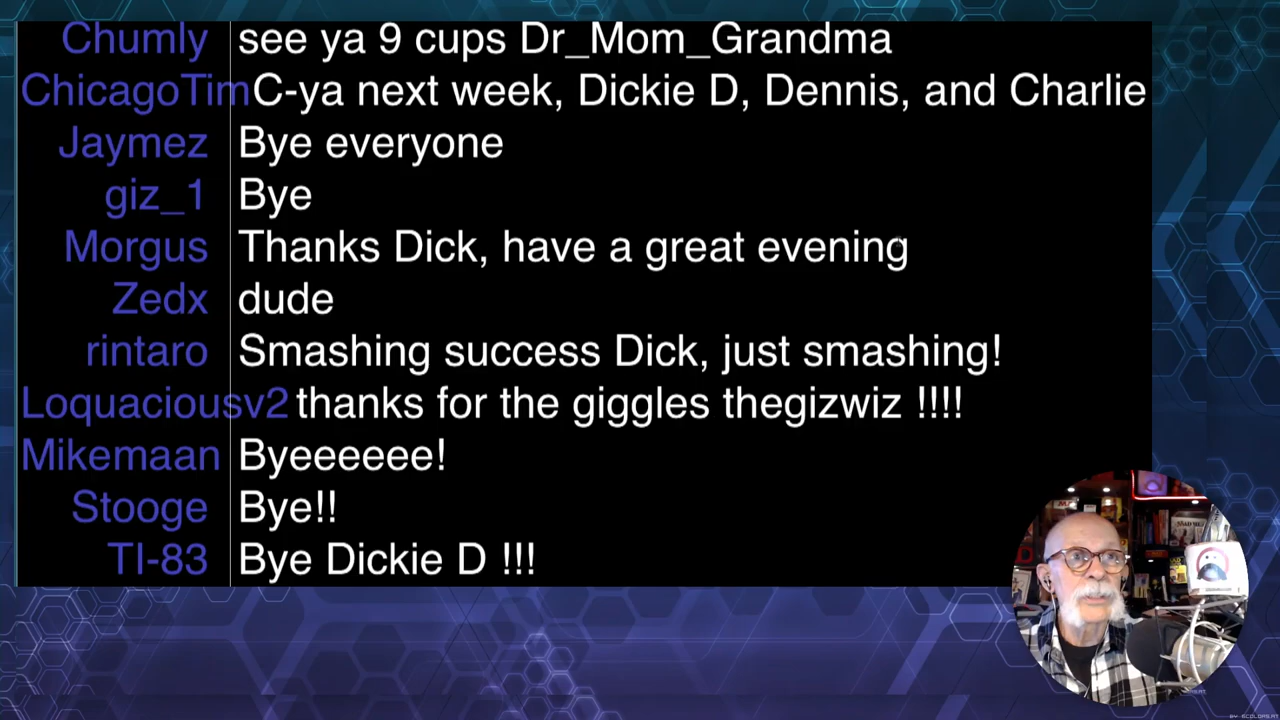 Chumly see ya 9 cups Dr_Mom_Grandma
ChicagoTim C-ya next week, Dickie D, Dennis, and Charlie
Jaymez Bye everyone
giz_1 Bye
Morgus Thanks Dick, have a great evening
Zedx dude
rintaro Smashing success Dick, just smashing!
Loquaciousv2 thanks for the giggles thegizwiz !!!!
Mikemaan Byeeeeee!
Stooge Bye!!
TI-83 Bye Dickie D !!!